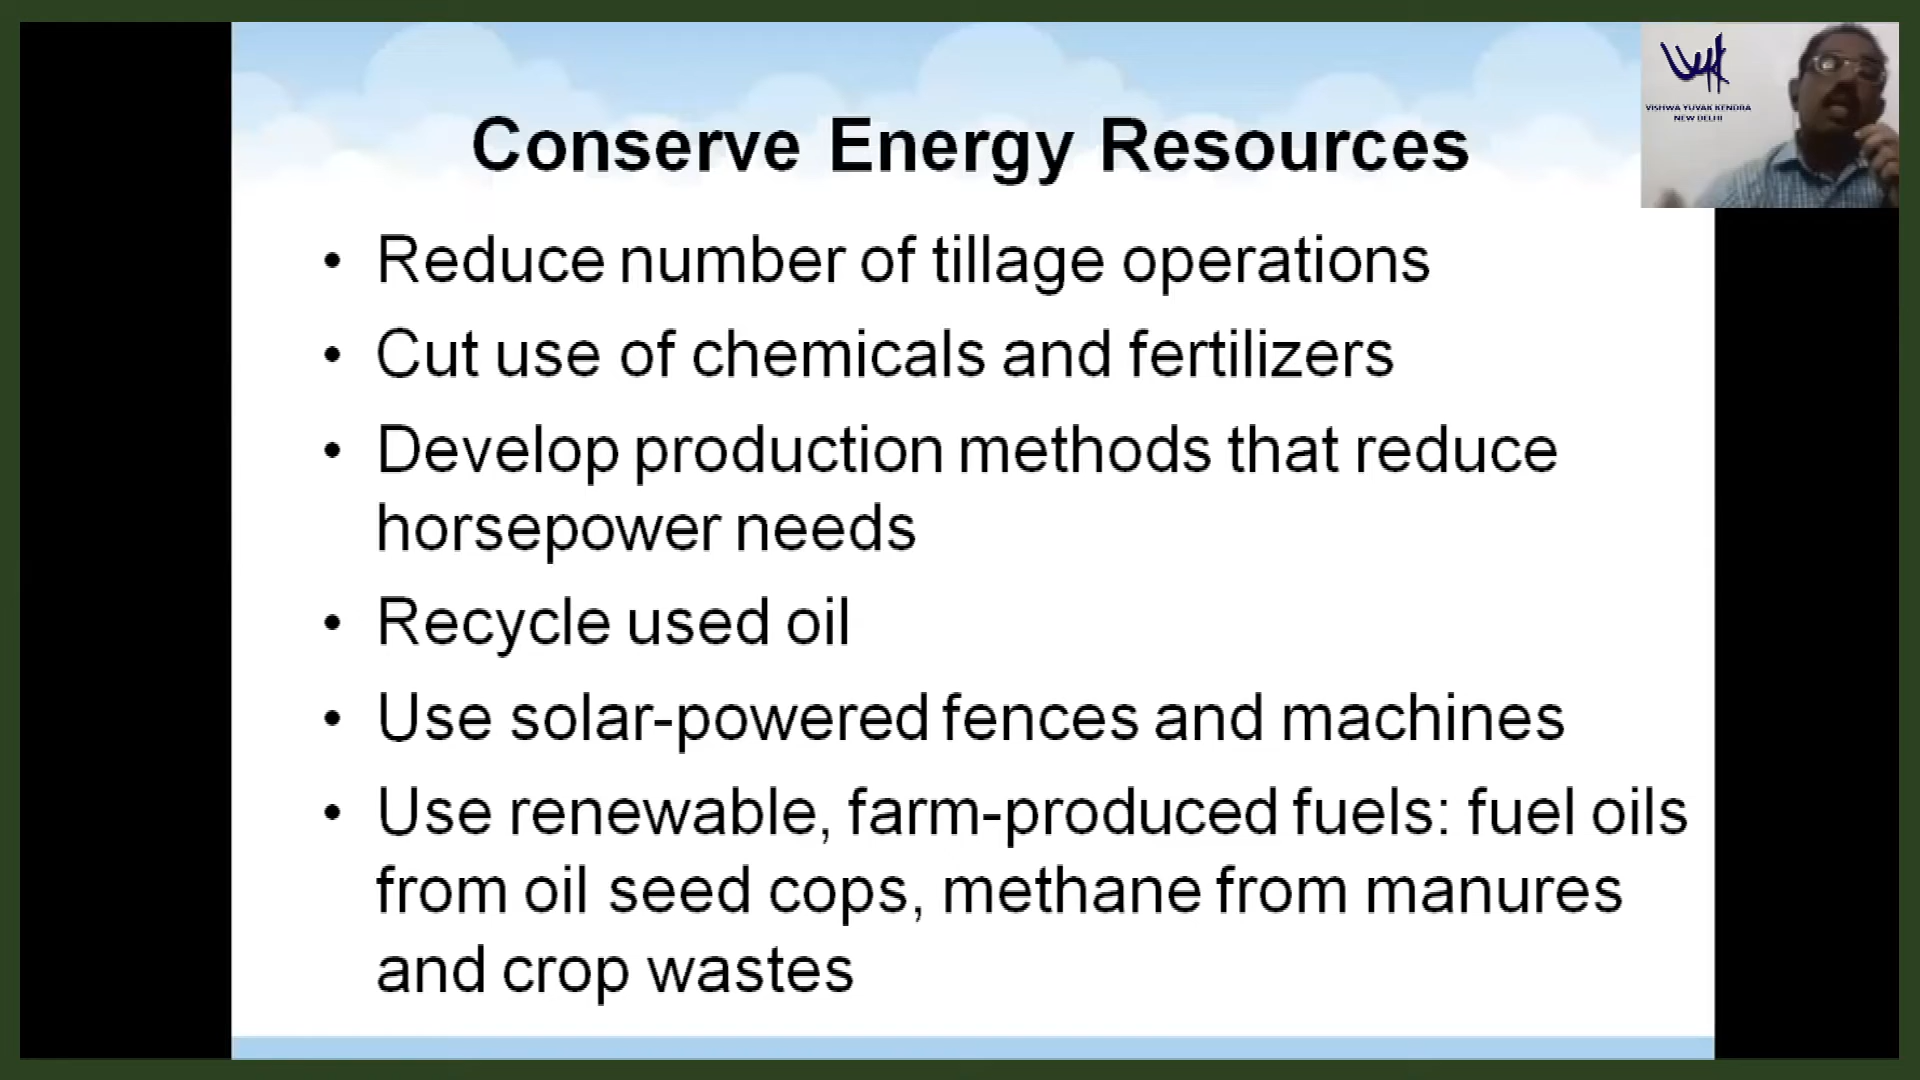 VISHWA YUVAK KENDRA
NEW DELHI
Conserve Energy Resources
• Reduce number of tillage operations
• Cut use of chemicals and fertilizers
• Develop production methods that reduce
horsepower needs
• Recycle used oil
• Use solar-powered fences and machines
• Use renewable, farm-produced fuels: fuel oils
from oil seed cops, methane from manures
and crop wastes